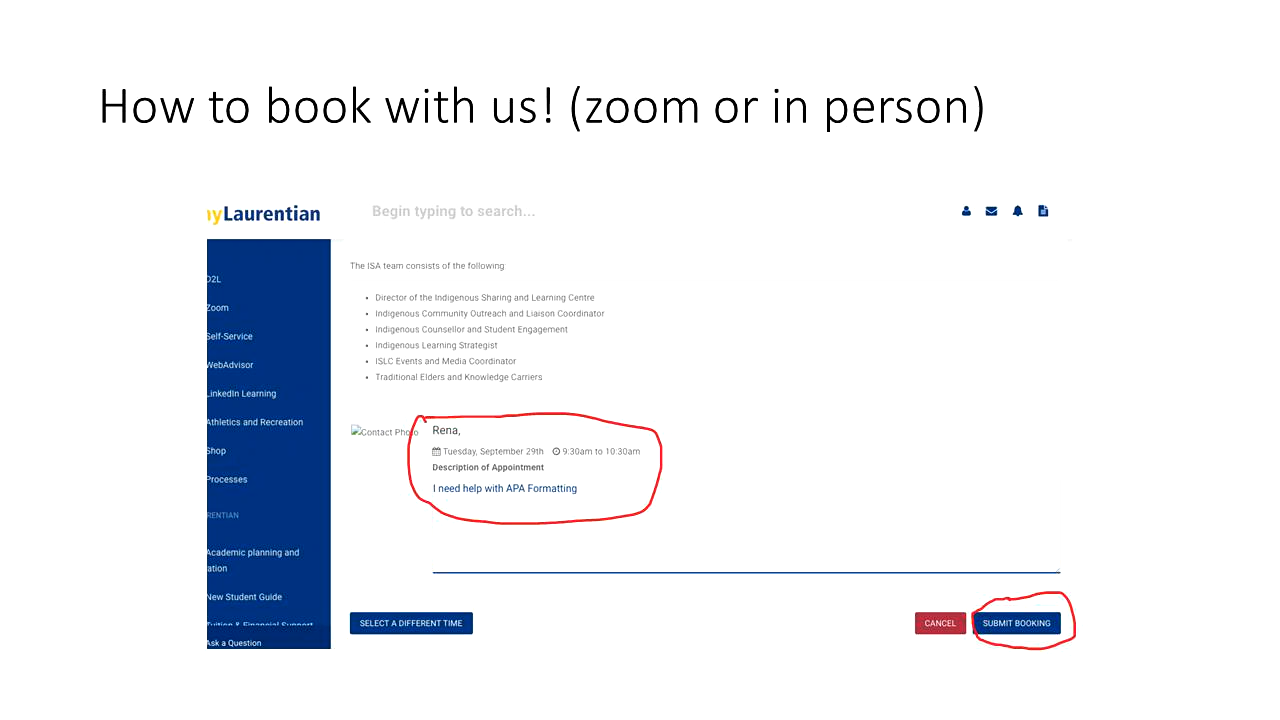 How to book with us! (zoom or in person)
myLaurentian
Begin typing to search...
D2L
Zoom
Self-Service
WebAdvisor
LinkedIn Learning
Athletics and Recreation
Shop
Processes
RENTIAN
Academic planning and
ation
New Student Guide
Tuition & Financial Support
Ask a Question
The ISA team consists of the following:
• Director of the Indigenous Sharing and Learning Centre
• Indigenous Community Outreach and Liaison Coordinator
• Indigenous Counsellor and Student Engagement
• Indigenous Learning Strategist
• ISLC Events and Media Coordinator
• Traditional Elders and Knowledge Carriers
Contact Photo
Rena,
Tuesday, September 29th 9:30am to 10:30am
Description of Appointment
I need help with APA Formatting
SELECT A DIFFERENT TIME
CANCEL
SUBMIT BOOKING